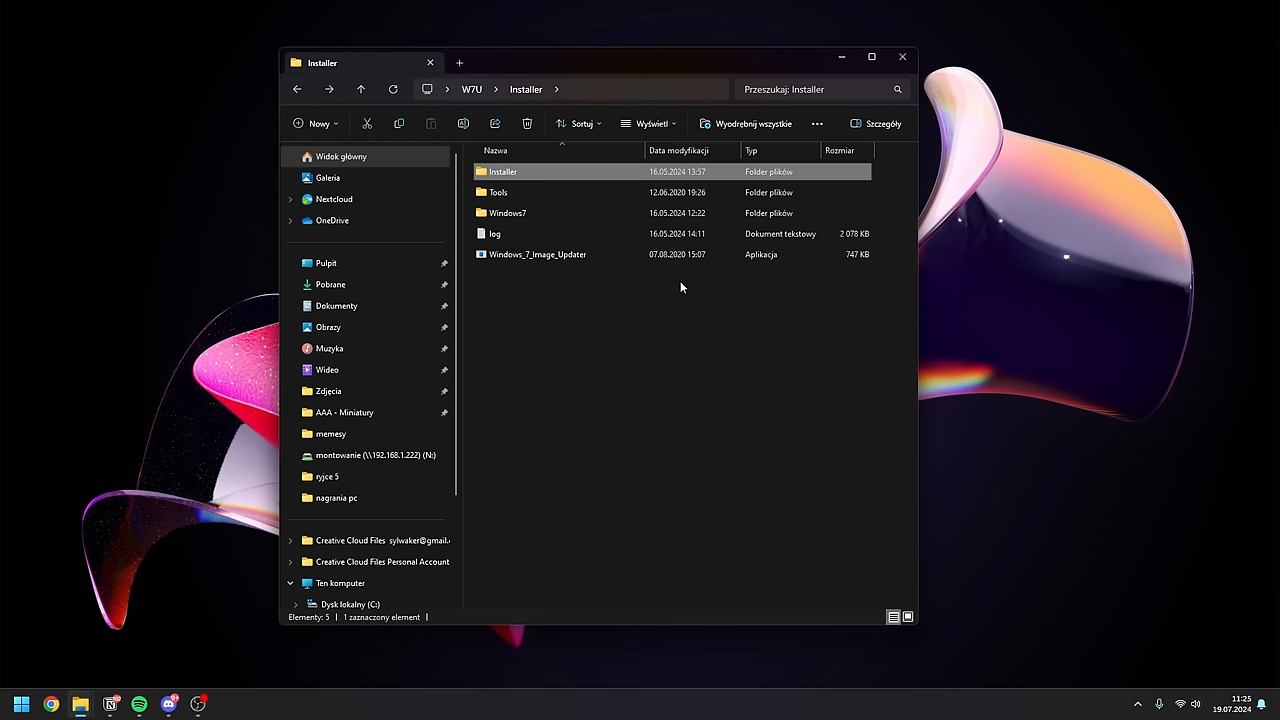 Installer
W7U
Installer
Przeszukaj: Installer
Nowy
Sortuj
Wyświetl
Wyodrębnij wszystkie
Szczegóły
Widok główny
Galeria
Nextcloud
OneDrive
Pulpit
Pobrane
Dokumenty
Obrazy
Muzyka
Wideo
Zdjęcia
AAA - Miniatury
memesy
montowanie (\\192.168.1.222) (N:)
ryjce 5
nagrania pc
Creative Cloud Files sylwaker@gmail.
Creative Cloud Files Personal Account
Ten komputer
Dysk lokalny (C:)
Nazwa Data modyfikacji Typ Rozmiar
Installer 16.05.2024 13:57 Folder plików
Tools 12.06.2020 19:26 Folder plików
Windows7 16.05.2024 12:22 Folder plików
log 16.05.2024 14:11 Dokument tekstowy 2 078 KB
Windows_7_Image_Updater 07.08.2020 15:07 Aplikacja 747 KB
Elementy: 5 | 1 zaznaczony element |
11:25
19.07.2024